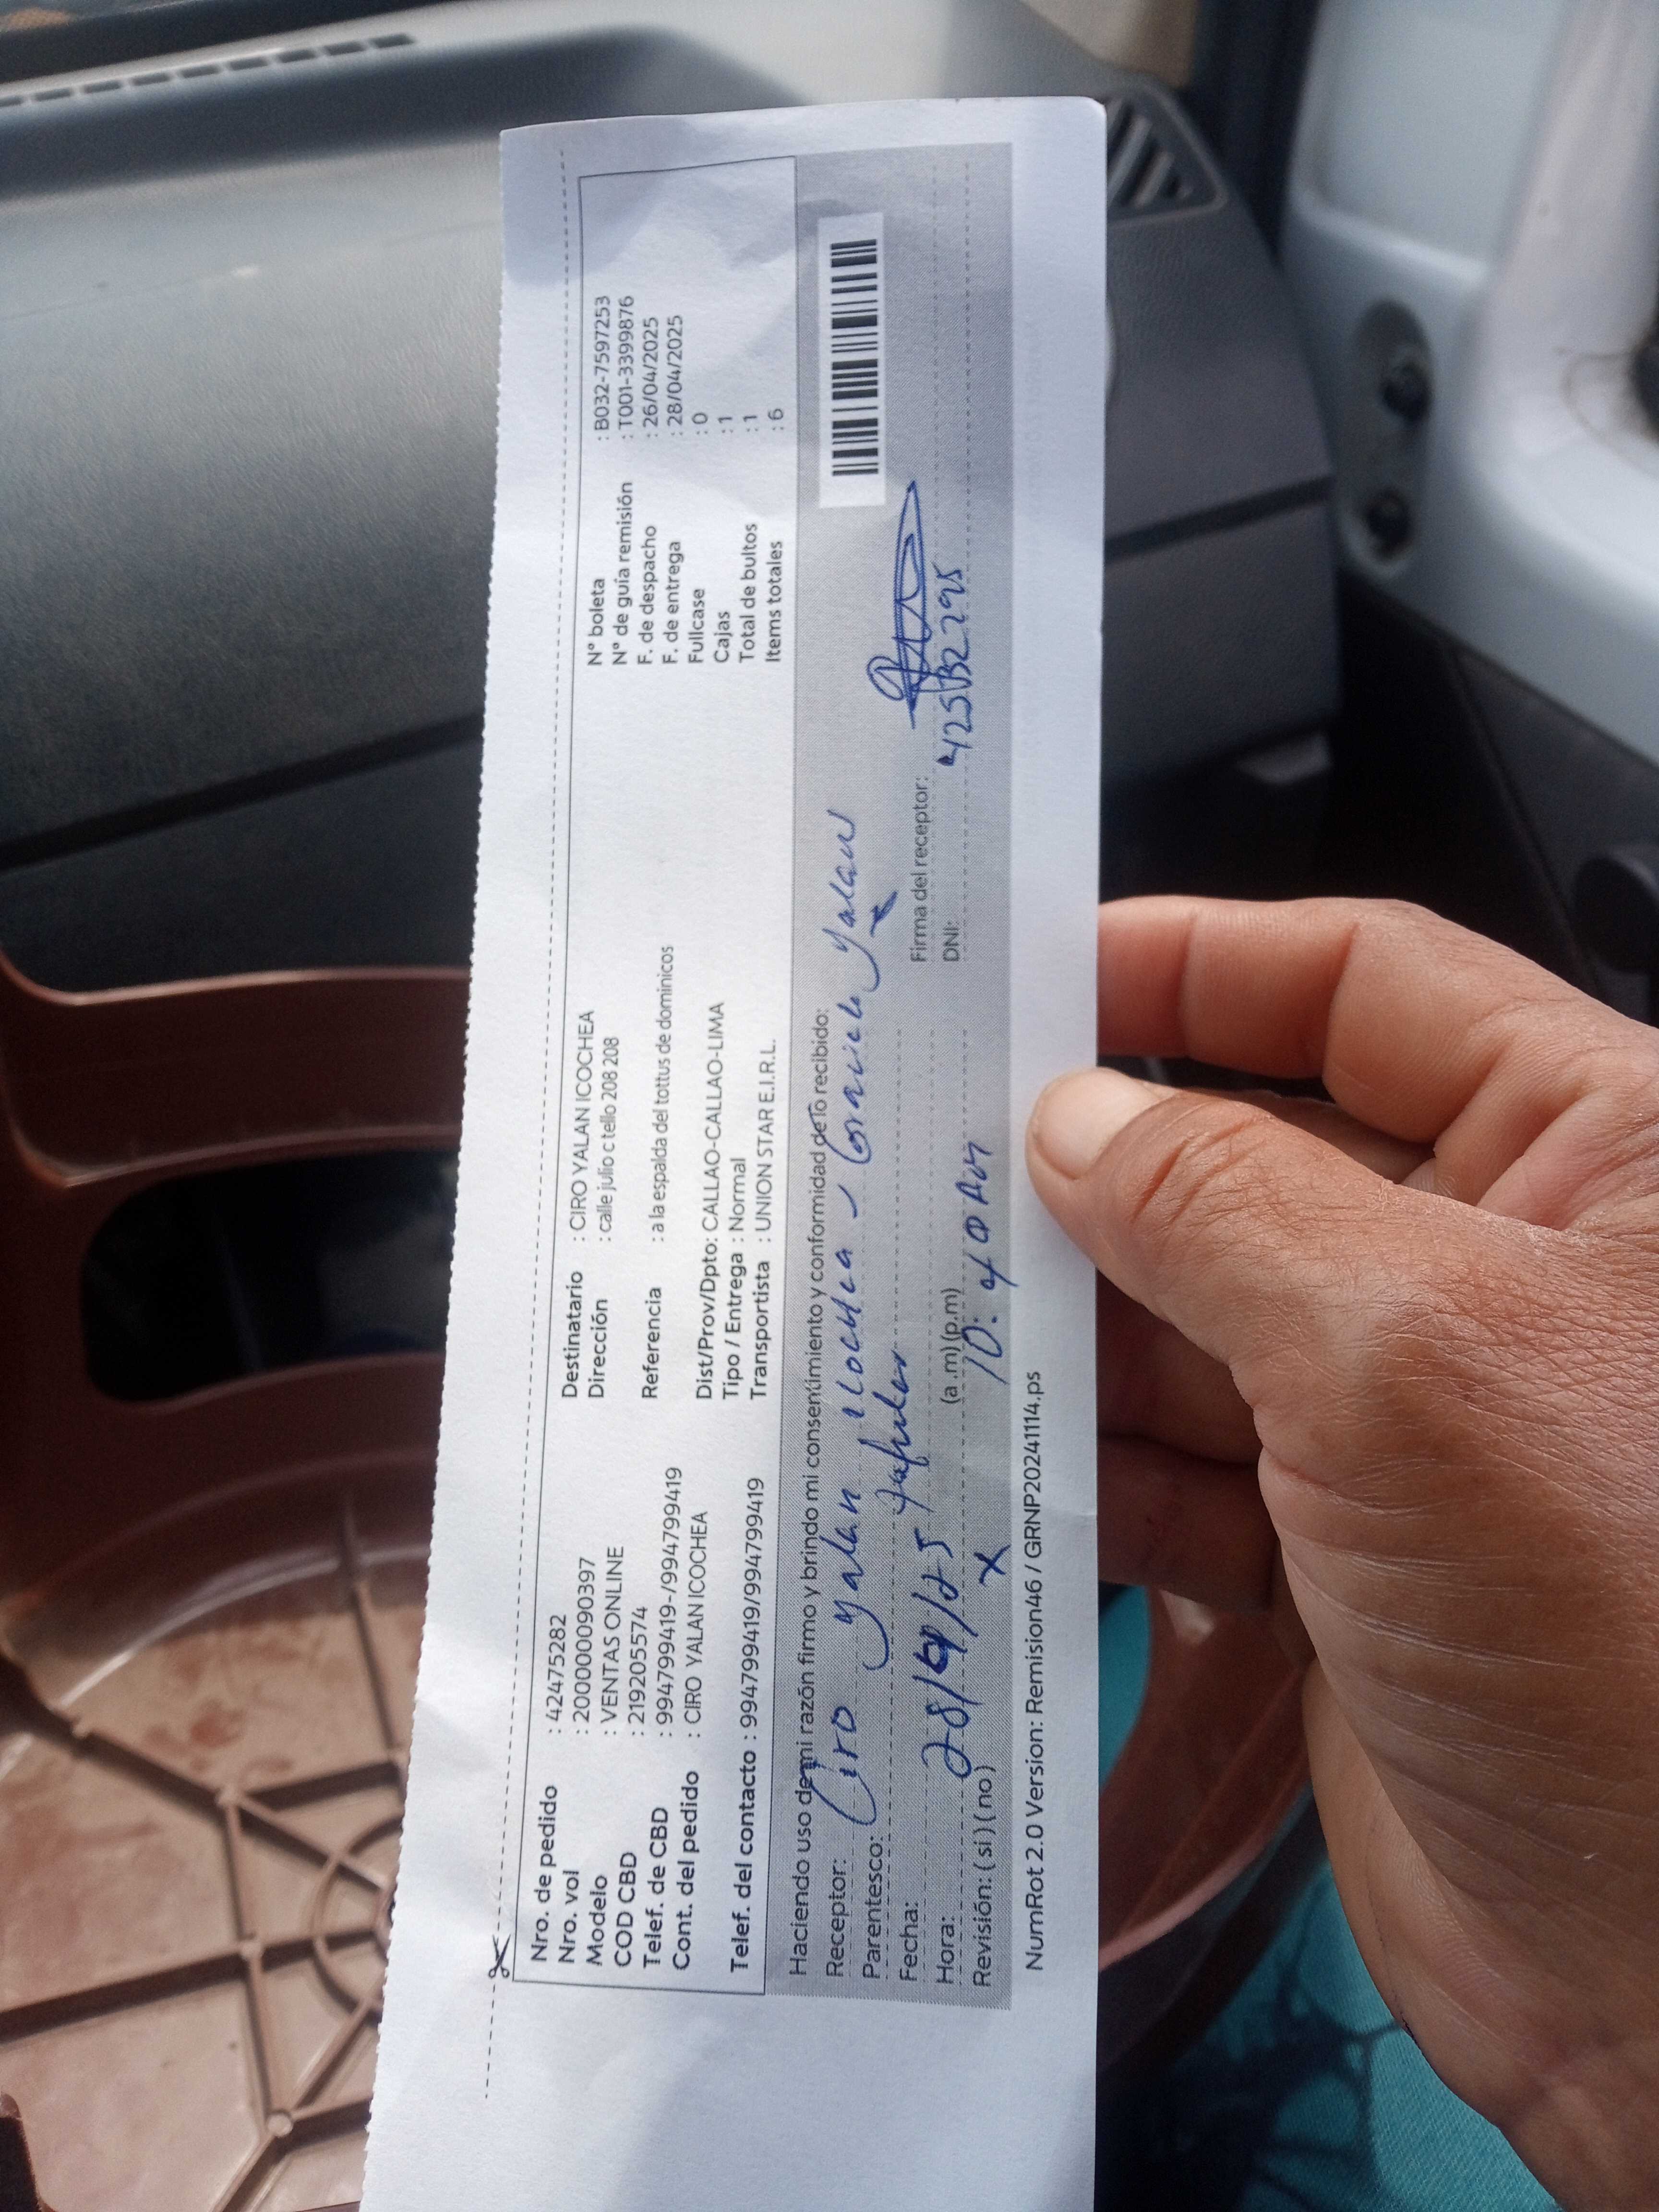 Nro. de pedido : 42475282
Nro. vol : 2000000090397
Modelo : VENTAS ONLINE
COD CBD : 219205574
Telef. de CBD : 994799419-/994799419
Cont. del pedido : CIRO YALAN ICOCHEA
Telef. del contacto : 994799419/994799419
Destinatario : CIRO YALAN ICOCHEA
Dirección : calle julio c tello 208 208
Referencia : a la espalda del tottus de dominicos
Dist/Prov/Dpto: CALLAO-CALLAO-LIMA
Tipo / Entrega : Normal
Transportista : UNION STAR E.I.R.L.
N° boleta : B032-7597253
N° de guía remisión : T001-3399876
F. de despacho : 26/04/2025
F. de entrega : 28/04/2025
Fullcase : 0
Cajas : 1
Total de bultos : 1
Items totales : 6
Haciendo uso de mi razón firmo y brindo mi consentimiento y conformidad de lo recibido:
Receptor: Ciro Yalan Icochea - Graciela Yalan
Parentesco:
Fecha: 28/04/25
Hora: (a .m) (p.m) 10:40 AM
Revisión: ( si ) ( no ) X
Firma del receptor:
DNI:
NumRot 2.0 Version: Remision46 / GRNP20241114.ps